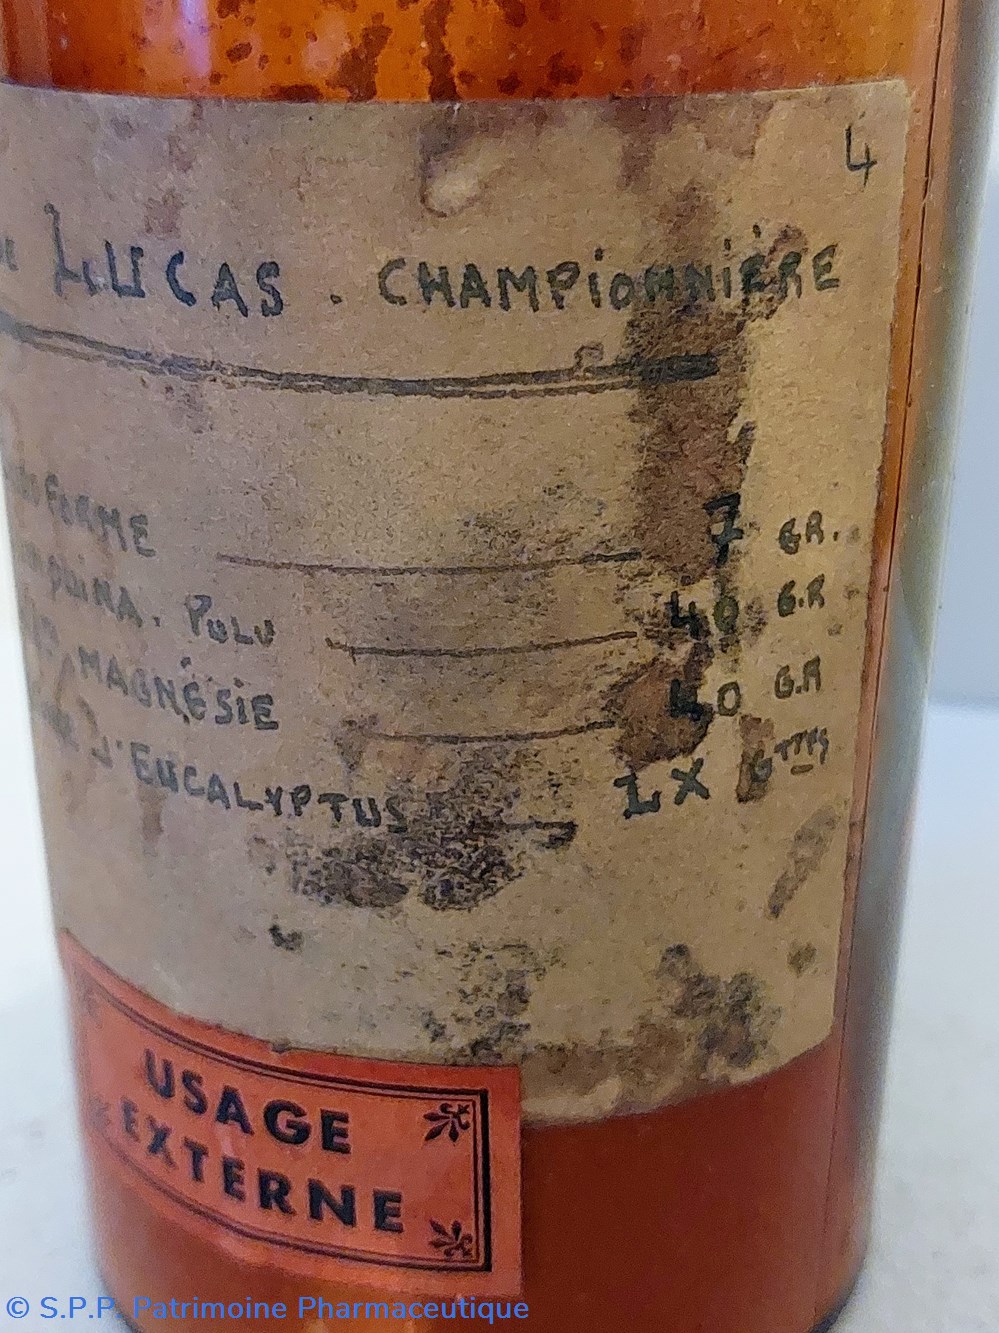 4
LUCAS. CHAMPIONNIÈRE
FORME 7 GR.
QUINA. PULV 40 G.R
MAGNÉSIE 40 G.R
D'EUCALYPTUS LX Gttes
USAGE
EXTERNE
© S.P.P. Patrimoine Pharmaceutique